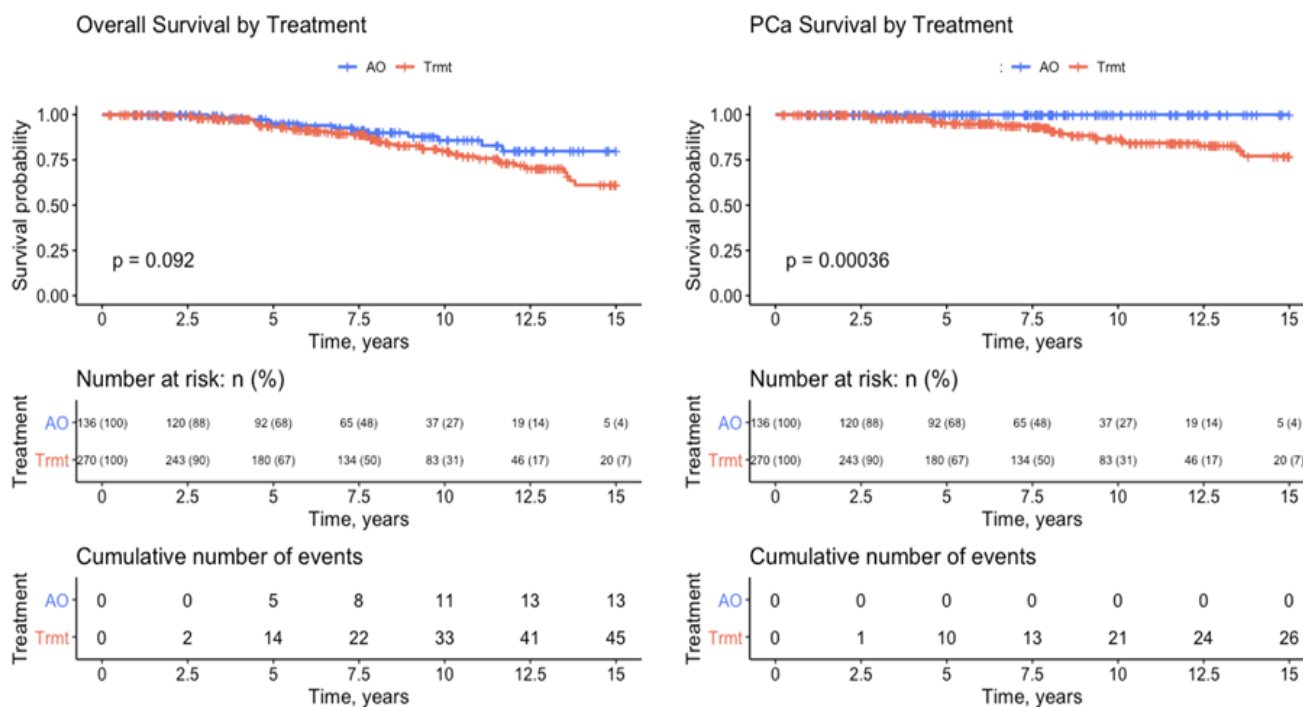 Overall Survival by Treatment
AO Trmt
Survival probability
1.00
0.75
0.50
0.25
0.00
p = 0.092
0 2.5 5 7.5 10 12.5 15
Time, years
Number at risk: n (%)
Treatment
AO 136 (100) 120 (88) 92 (68) 65 (48) 37 (27) 19 (14) 5 (4)
Trmt 270 (100) 243 (90) 180 (67) 134 (50) 83 (31) 46 (17) 20 (7)
0 2.5 5 7.5 10 12.5 15
Time, years
Cumulative number of events
Treatment
AO 0 0 5 8 11 13 13
Trmt 0 2 14 22 33 41 45
0 2.5 5 7.5 10 12.5 15
Time, years
PCa Survival by Treatment
: AO Trmt
Survival probability
1.00
0.75
0.50
0.25
0.00
p = 0.00036
0 2.5 5 7.5 10 12.5 15
Time, years
Number at risk: n (%)
Treatment
AO 136 (100) 120 (88) 92 (68) 65 (48) 37 (27) 19 (14) 5 (4)
Trmt 270 (100) 243 (90) 180 (67) 134 (50) 83 (31) 46 (17) 20 (7)
0 2.5 5 7.5 10 12.5 15
Time, years
Cumulative number of events
Treatment
AO 0 0 0 0 0 0 0
Trmt 0 1 10 13 21 24 26
0 2.5 5 7.5 10 12.5 15
Time, years